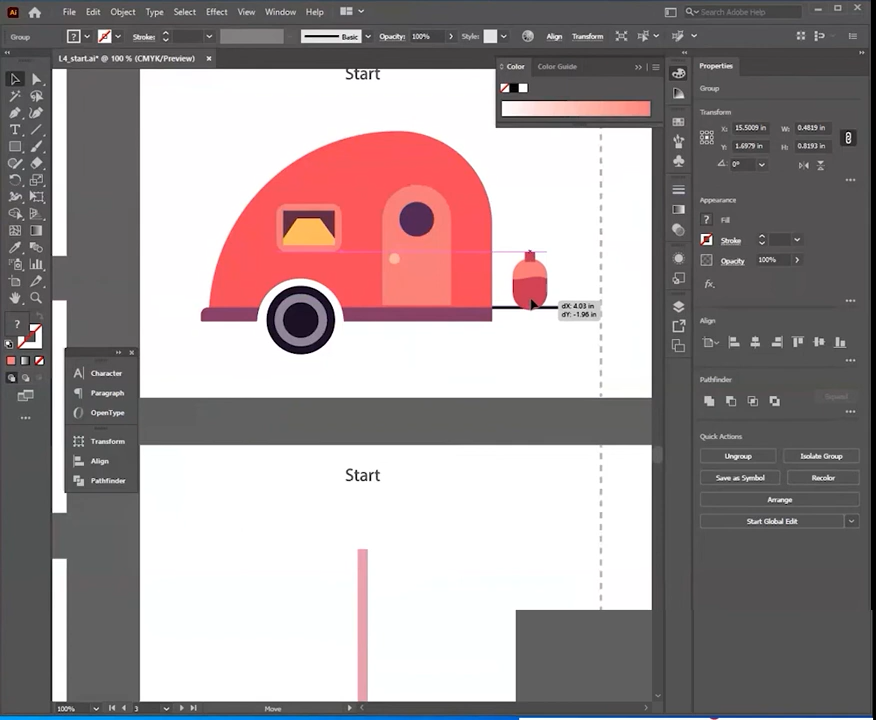 Ai File Edit Object Type Select Effect View Window Help Search Adobe Help
Group Stroke: Basic Opacity: 100% Style: Align Transform
L4_start.ai* @ 100 % (CMYK/Preview) ×
Start
Color Color Guide
Properties
Group
Transform
X: 15.5009 in W: 0.4819 in
Y: 1.6979 in H: 0.8193 in
0°
Appearance
Fill
Stroke
Opacity 100%
fx.
dX: 4.03 in
dY: -1.96 in
Align
Character
Paragraph
OpenType
Transform
Align
Pathfinder
Pathfinder
Expand
Quick Actions
Ungroup Isolate Group
Save as Symbol Recolor
Arrange
Start Global Edit
Start
100% 3 Move